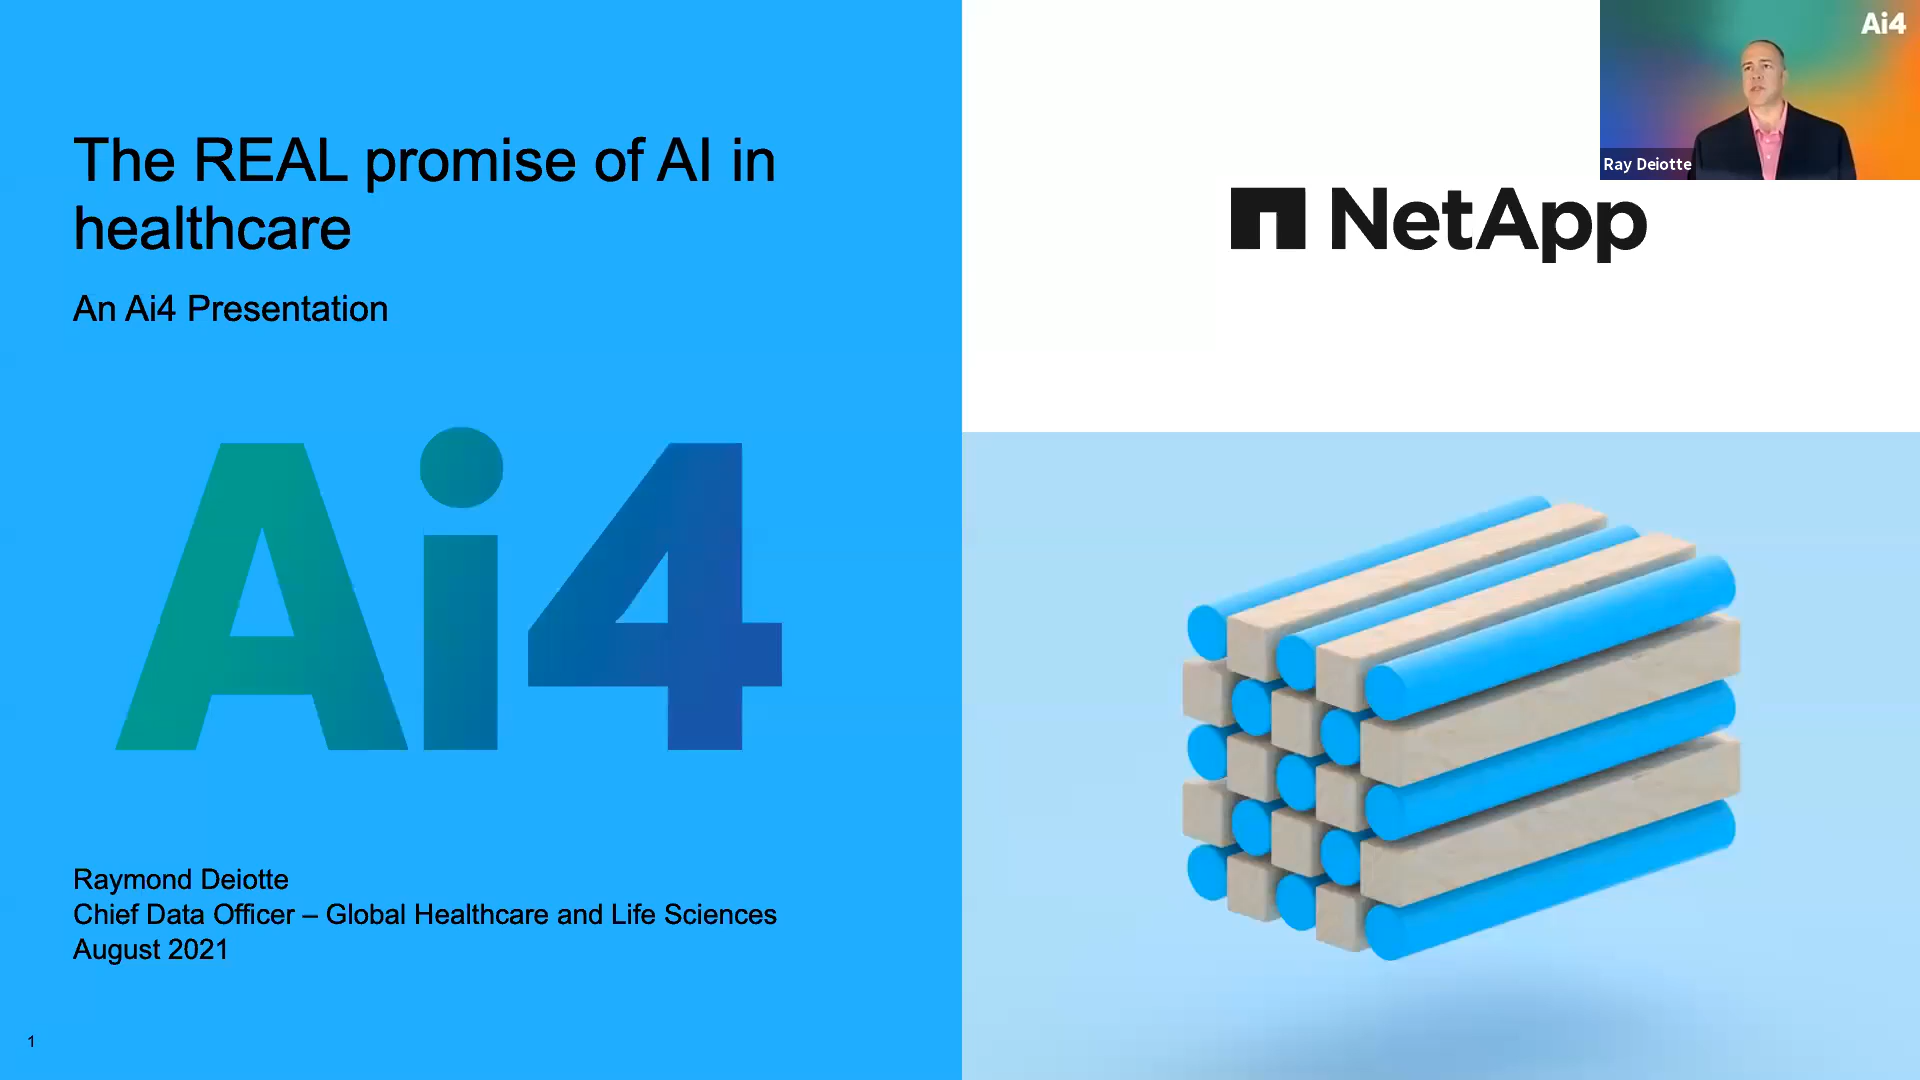 The REAL promise of AI in
healthcare
An Ai4 Presentation
Ai4
Raymond Deiotte
Chief Data Officer – Global Healthcare and Life Sciences
August 2021
1
NetApp
Ai4
Ray Deiotte